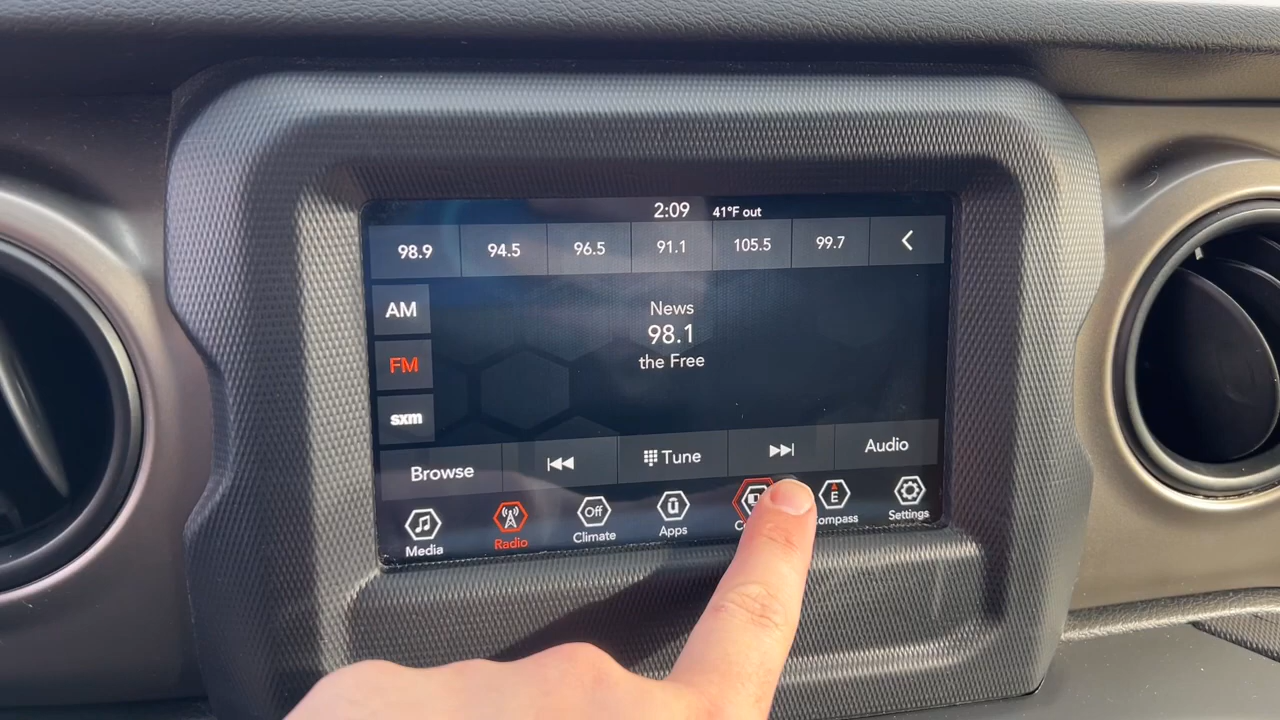 2:09 41°F out
98.9 94.5 96.5 91.1 105.5 99.7
AM
FM
sxm
News
98.1
the Free
Browse Tune Audio
Media Radio Off Climate ū Apps E Settings